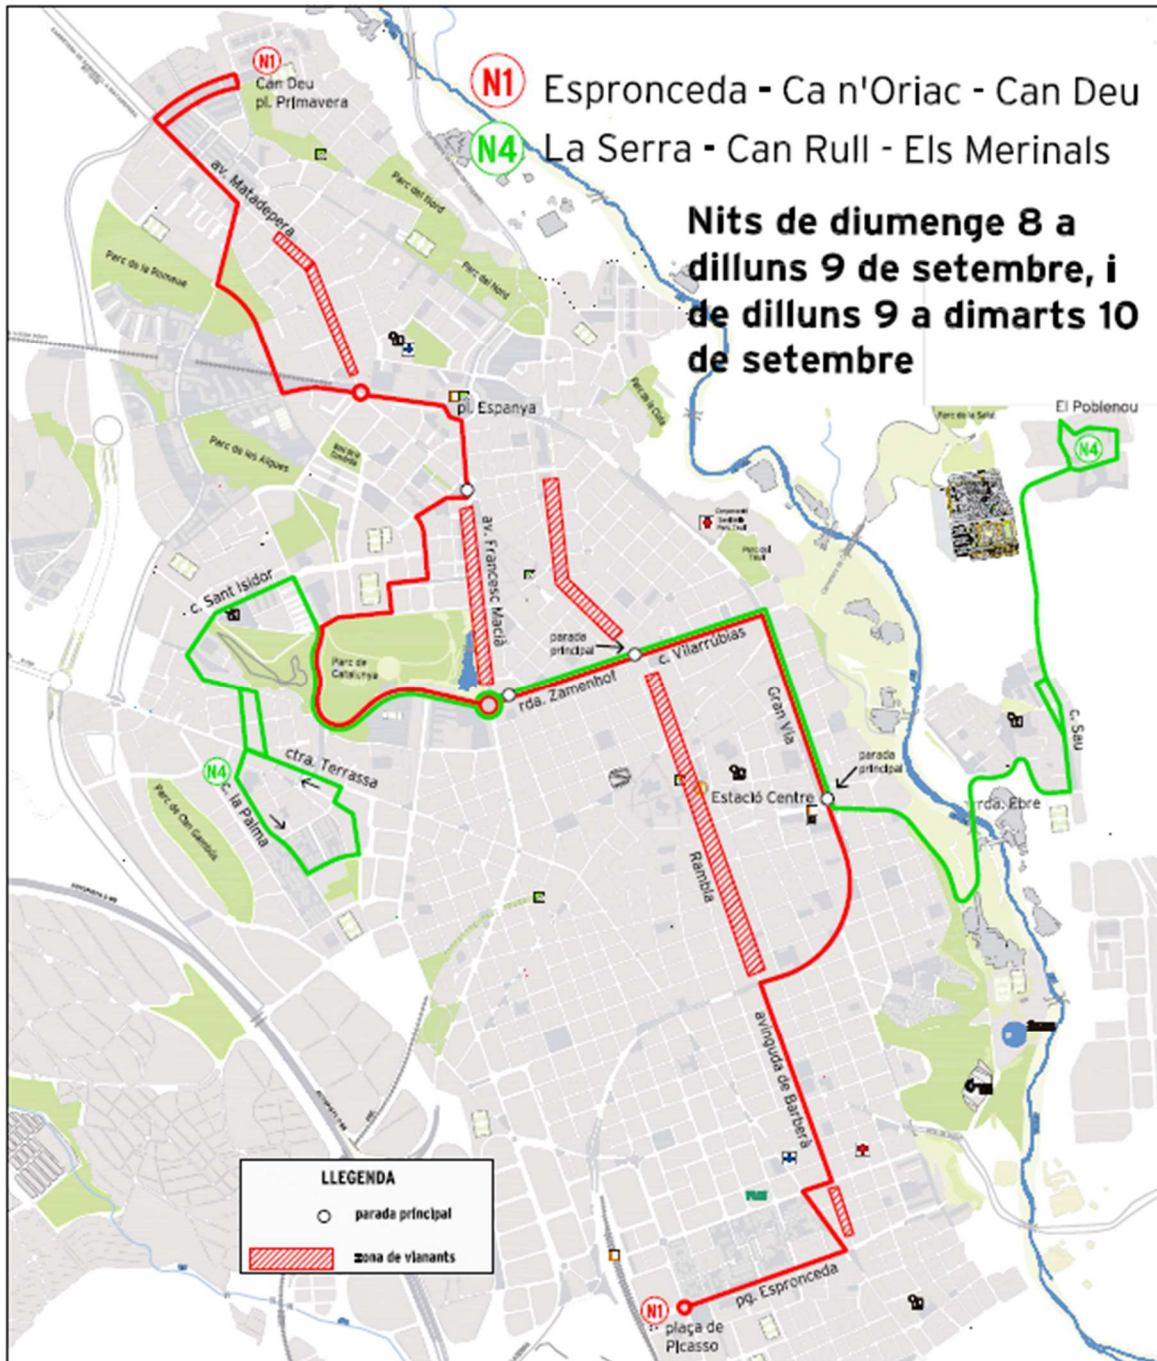 N1
Can Deu
pl. Primavera
N1 Espronceda - Ca n'Oriac - Can Deu
N4 La Serra - Can Rull - Els Merinals
Nits de diumenge 8 a
dilluns 9 de setembre, i
de dilluns 9 a dimarts 10
de setembre
av. Matadepera
Parc del Nord
Parc de la Romeua
Parc del Nord
pl. Espanya
Parc de les Aigües
El Poblenou
N4
av. Francesc Macià
c. Sant Isidor
parada
principal
c. Vilarrúbias
Parc de
Catalunya
rda. Zamenhof
Gran Via
c. Sau
ctra. Terrassa
N4
c. la Palma
parada
principal
Estació Centre
rda. Ebre
Parc de Can Gambús
Rambla
avinguda de Barberà
LLEGENDA
parada principal
zona de vianants
pg. Espronceda
N1
plaça de
Picasso